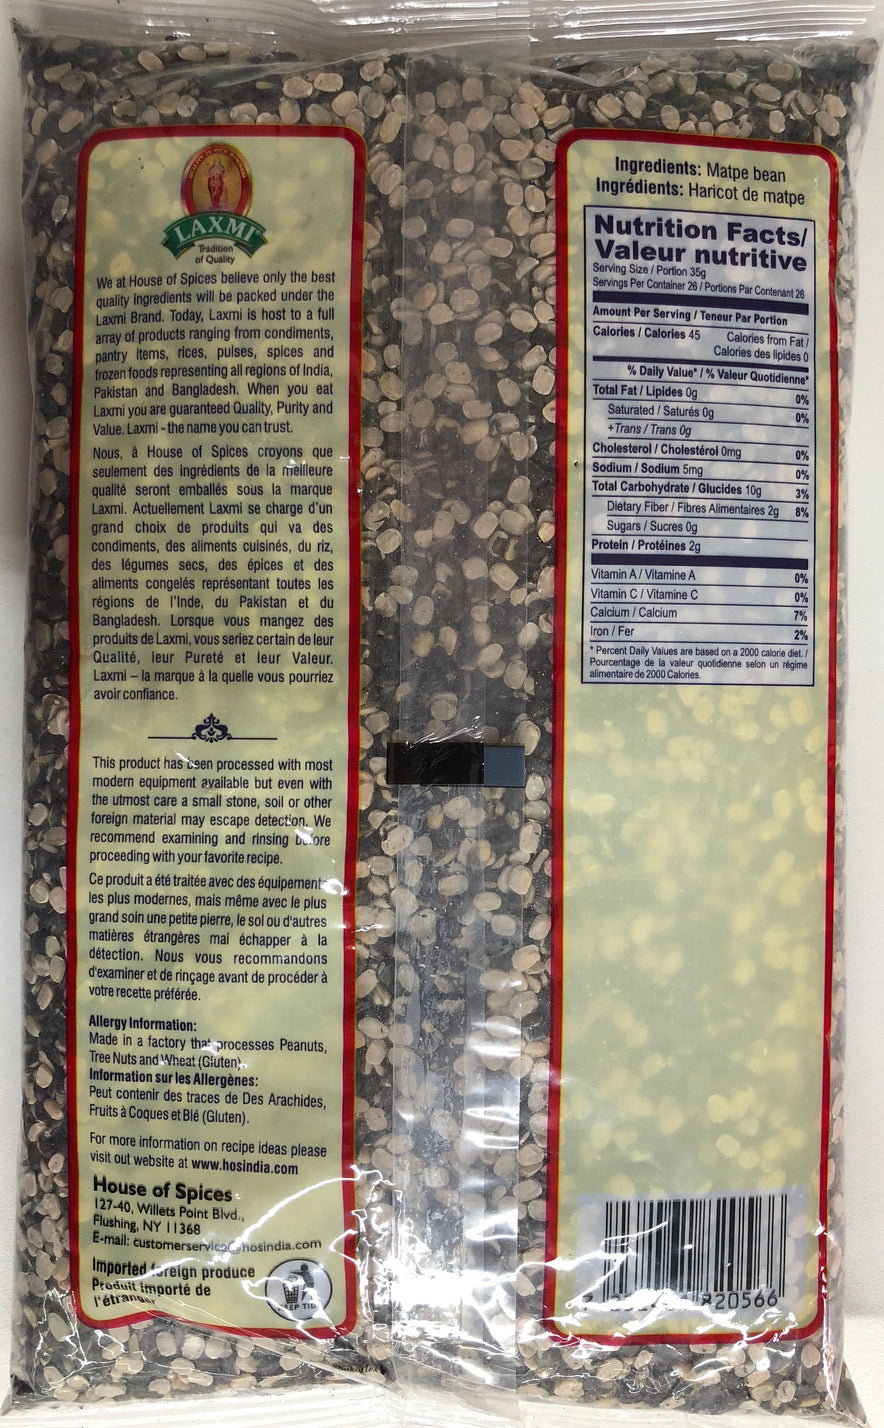 LAXMI
Tradition
of Quality
We at House of Spices believe only the best
quality ingredients will be packed under the
Laxmi Brand. Today, Laxmi is host to a full
array of products ranging from condiments,
pantry items, rices, pulses, spices and
frozen foods representing all regions of India,
Pakistan and Bangladesh. When you eat
Laxmi you are guaranteed Quality, Purity and
Value. Laxmi - the name you can trust.
Nous, à House of Spices croyons que
seulement des ingrédients de la meilleure
qualité seront emballés sous la marque
Laxmi. Actuellement Laxmi se charge d'un
grand choix de produits qui va des
condiments, des aliments cuisinés, du riz,
des légumes secs, des épices et des
aliments congelés représentant toutes les
régions de l'Inde, du Pakistan et du
Bangladesh. Lorsque vous mangez des
produits de Laxmi, vous seriez certain de leur
Qualité, leur Pureté et leur Valeur.
Laxmi – la marque à la quelle vous pourriez
avoir confiance.
This product has been processed with most
modern equipment available but even with
the utmost care a small stone, soil or other
foreign material may escape detection. We
recommend examining and rinsing before
proceeding with your favorite recipe.
Ce produit a été traitée avec des équipements
les plus modernes, mais même avec le plus
grand soin une petite pierre, le sol ou d'autres
matières étrangères mai échapper à la
détection. Nous vous recommandons
d'examiner et de rinçage avant de procéder à
votre recette préférée.
Allergy Information:
Made in a factory that processes Peanuts,
Tree Nuts and Wheat (Gluten).
Information sur les Allergènes:
Peut contenir des traces de Des Arachides,
Fruits à Coques et Blé (Gluten).
For more information on recipe ideas please
visit out website at www.hosindia.com
House of Spices
127-40, Willets Point Blvd.,
Flushing, NY 11368
E-mail: customerservice@hosindia.com
Imported foreign produce
Produit importé de
l'étranger
KEEP TIDY
Ingredients: Matpe bean
Ingrédients: Haricot de matpe
Nutrition Facts/
Valeur nutritive
Serving Size / Portion 35g
Servings Per Container 26 / Portions Par Contenant 26
Amount Per Serving / Teneur Par Portion
Calories / Calories 45 Calories from Fat /
Calories des lipides 0
% Daily Value* / % Valeur Quotidienne*
Total Fat / Lipides 0g 0%
Saturated / Saturés 0g 0%
+Trans / Trans 0g
Cholesterol / Cholestérol 0mg 0%
Sodium / Sodium 5mg 0%
Total Carbohydrate / Glucides 10g 3%
Dietary Fiber / Fibres Alimentaires 2g 8%
Sugars / Sucres 0g
Protein / Protéines 2g
Vitamin A / Vitamine A 0%
Vitamin C / Vitamine C 0%
Calcium / Calcium 7%
Iron / Fer 2%
* Percent Daily Values are based on a 2000 calorie diet. /
Pourcentage de la valeur quotidienne selon un régime
alimentaire de 2000 Calories.
820566